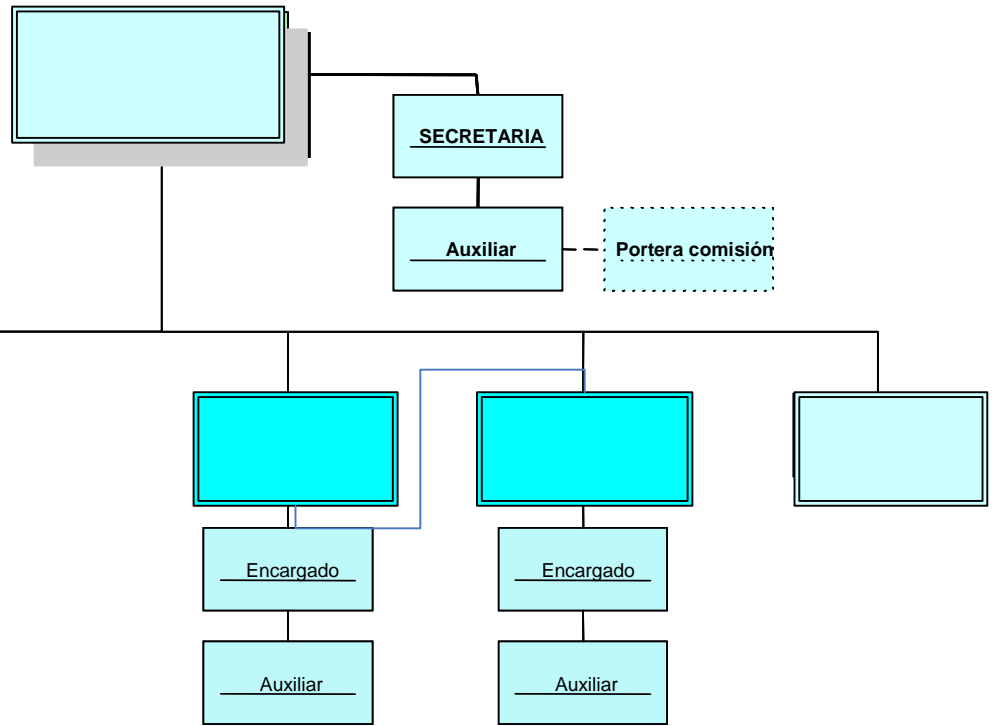 SECRETARIA
Auxiliar
Portera comisión
Encargado
Encargado
Auxiliar
Auxiliar